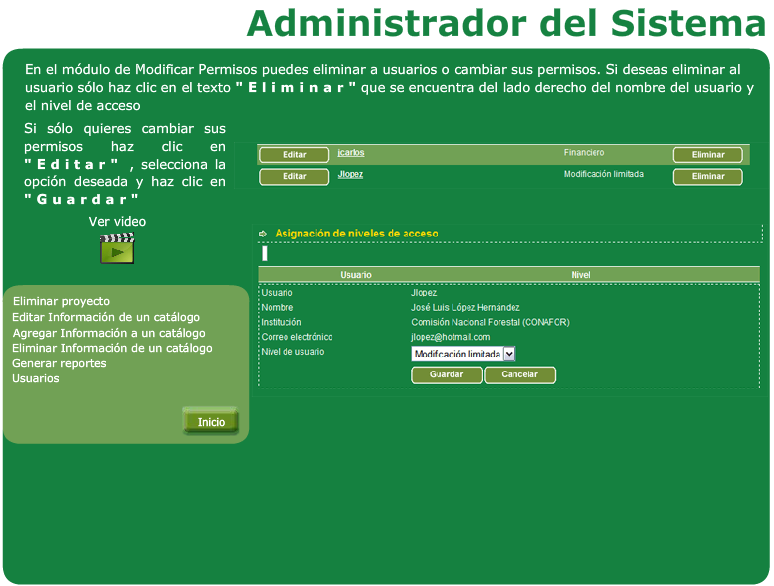 Administrador del Sistema
En el módulo de Modificar Permisos puedes eliminar a usuarios o cambiar sus permisos. Si deseas eliminar al
usuario sólo haz clic en el texto "Eliminar" que se encuentra del lado derecho del nombre del usuario y
el nivel de acceso
Si sólo quieres cambiar sus
permisos haz clic en
"Editar" , selecciona la
opción deseada y haz clic en
"Guardar"
Ver video
Editar jcarlos Financiero Eliminar
Editar Jlopez Modificación limitada Eliminar
Asignación de niveles de acceso
Usuario Nivel
Usuario Jlopez
Nombre José Luis López Hernández
Institución Comisión Nacional Forestal (CONAFOR)
Correo electrónico jlopez@hotmail.com
Nivel de usuario Modificación limitada
Guardar Cancelar
Eliminar proyecto
Editar Información de un catálogo
Agregar Información a un catálogo
Eliminar Información de un catálogo
Generar reportes
Usuarios
Inicio